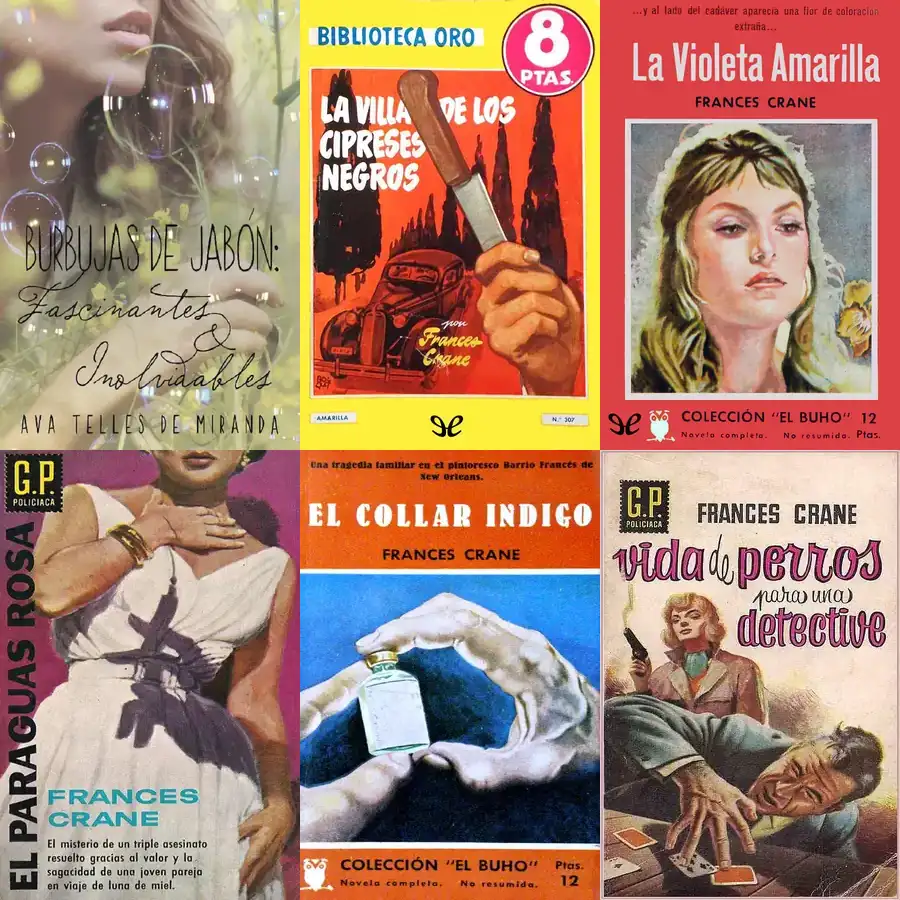 BURBUJAS DE JABÓN:
Fascinantes
&
Inolvidables
AVA TELLES DE MIRANDA
BIBLIOTECA ORO
8
PTAS.
LA VILLA DE LOS
CIPRESES
NEGROS
por
Frances
Crane
AMARILLA
N.º 307
...y al lado del cadáver aparecía una flor de coloración
extraña...
La Violeta Amarilla
FRANCES CRANE
COLECCIÓN "EL BUHO" 12
Novela completa. No resumida. Ptas.
G.P.
POLICIACA
EL PARAGUAS ROSA
FRANCES
CRANE
El misterio de un triple asesinato
resuelto gracias al valor y la
sagacidad de una joven pareja
en viaje de luna de miel.
Una tragedia familiar en el pintoresco Barrio Francés de
New Orleans.
EL COLLAR INDIGO
FRANCES CRANE
COLECCIÓN "EL BUHO" Ptas.
Novela completa. No resumida. 12
G.P.
POLICIACA
FRANCES CRANE
vida de perros
para una
detective